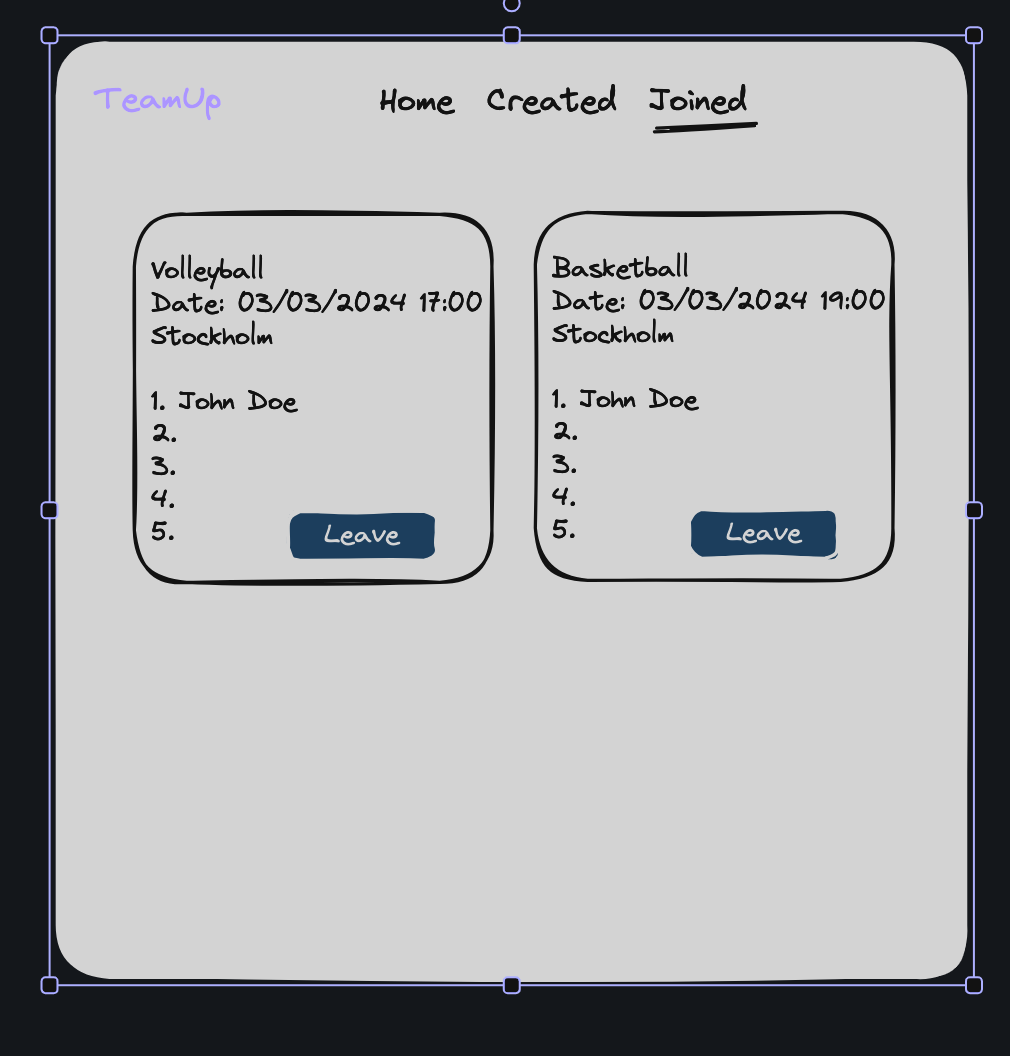 TeamUp Home Created Joined
Volleyball
Date: 03/03/2024 17:00
Stockholm
1. John Doe
2.
3.
4.
5.
Leave
Basketball
Date: 03/03/2024 19:00
Stockholm
1. John Doe
2.
3.
4.
5.
Leave